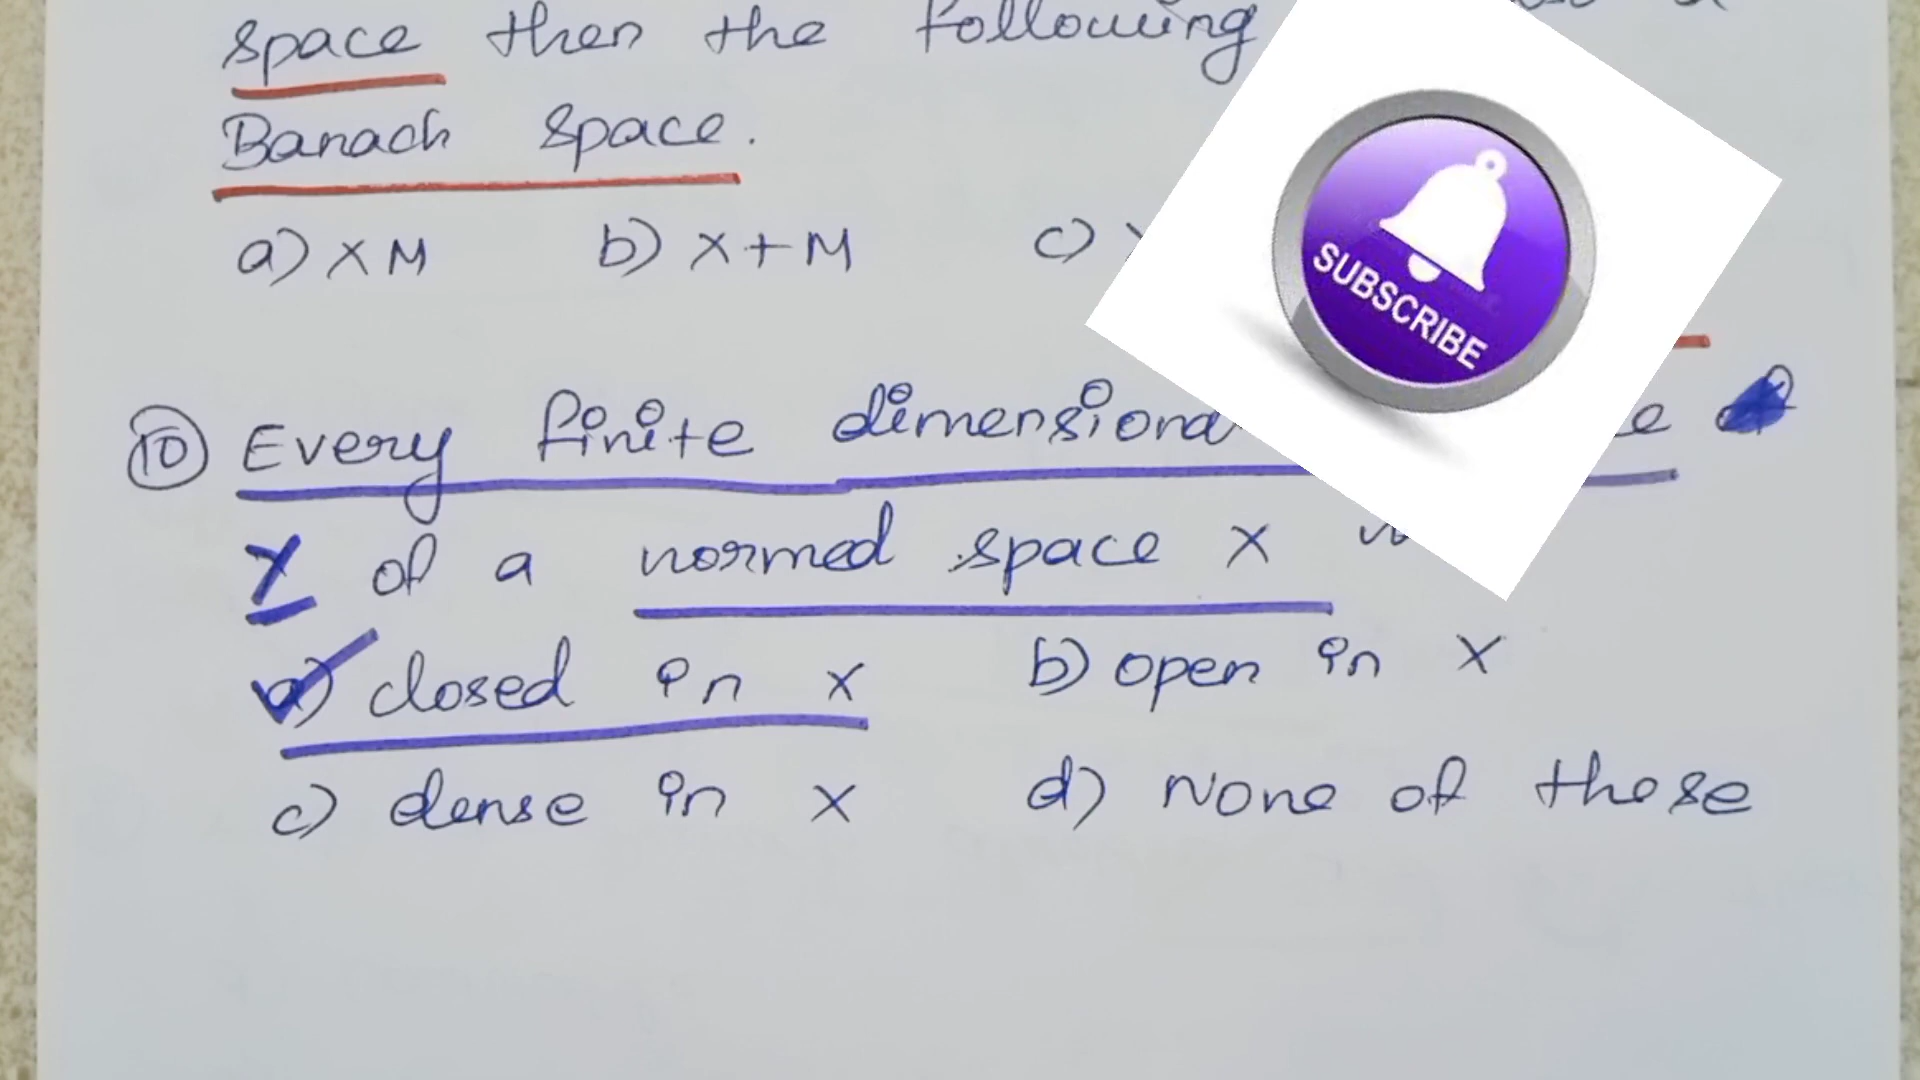 space then the following
Banach space.
a) X M b) X + M c)
SUBSCRIBE
10 Every finite dimensiona
Y of a normed space X
a) closed in X b) open in X
c) dense in X d) None of these